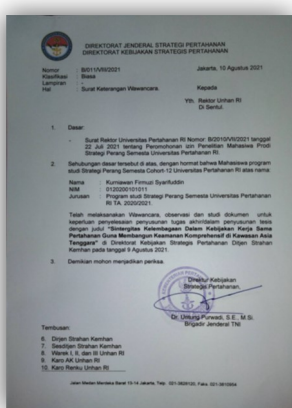 DIREKTORAT JENDERAL STRATEGI PERTAHANAN
DIREKTORAT KEBIJAKAN STRATEGIS PERTAHANAN
Nomor : B/011/VIII/2021
Jakarta, 10 Agustus 2021
Klasifikasi : Biasa
Lampiran : -
Hal : Surat Keterangan Wawancara
Kepada
Yth. Rektor Unhan RI
Di Sentul.
1. Dasar:
- Surat Rektor Universitas Pertahanan RI Nomor: B/2010/VII/2021 tanggal
22 Juli 2021 tentang Peromohonan izin Penelitian Mahasiswa Prodi
Strategi Perang Semesta Universitas Pertahanan RI.
2. Sehubungan dasar tersebut di atas, dengan hormat bahwa Mahasiswa program
studi Strategi Perang Semesta Cohort-12 Universitas Pertahanan RI atas nama:
Nama : Kurniawan Firmuzi Syarifuddin
NIM : 0120200101011
Jurusan : Program studi Strategi Perang Semesta Universitas Pertahanan
RI TA. 2020/2021.
Telah melaksanakan Wawancara, observasi dan studi dokumen untuk
keperluan penyelesaian penyusunan tugas akhir/dalam penyusunan tesis
dengan judul "Sinergitas Kelembagaan Dalam Kebijakan Kerja Sama
Pertahanan Guna Membangun Keamanan Komprehensif di Kawasan Asia
Tenggara" di Direktorat Kebijakan Strategis Pertahanan Ditjen Strahan
Kemhan pada tanggal 9 Agustus 2021.
3. Demikian mohon menjadikan periksa.
Direktur Kebijakan
Strategis Pertahanan,
Dr. Untung Purwadi, S.E., M.Si.
Brigadir Jenderal TNI
Tembusan:
6. Dirjen Strahan Kemhan
7. Sesditjen Strahan Kemhan
8. Warek I, II, dan III Unhan RI
9. Karo AK Unhan RI
10. Karo Renku Unhan RI
Jalan Medan Merdeka Barat 13-14 Jakarta, Telp